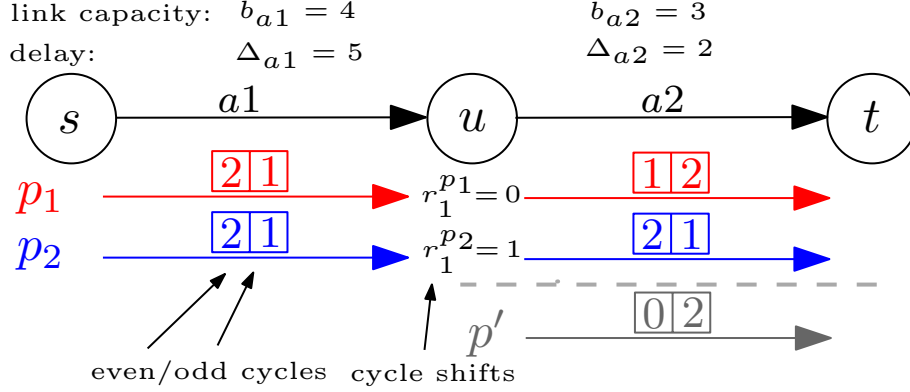 link capacity: b_{a1} = 4 b_{a2} = 3
delay: Δ_{a1} = 5 Δ_{a2} = 2
s a1 u a2 t
p_1 2 1 r_1^{p_1} = 0 1 2
p_2 2 1 r_1^{p_2} = 1 2 1
p′ 0 2
even/odd cycles cycle shifts